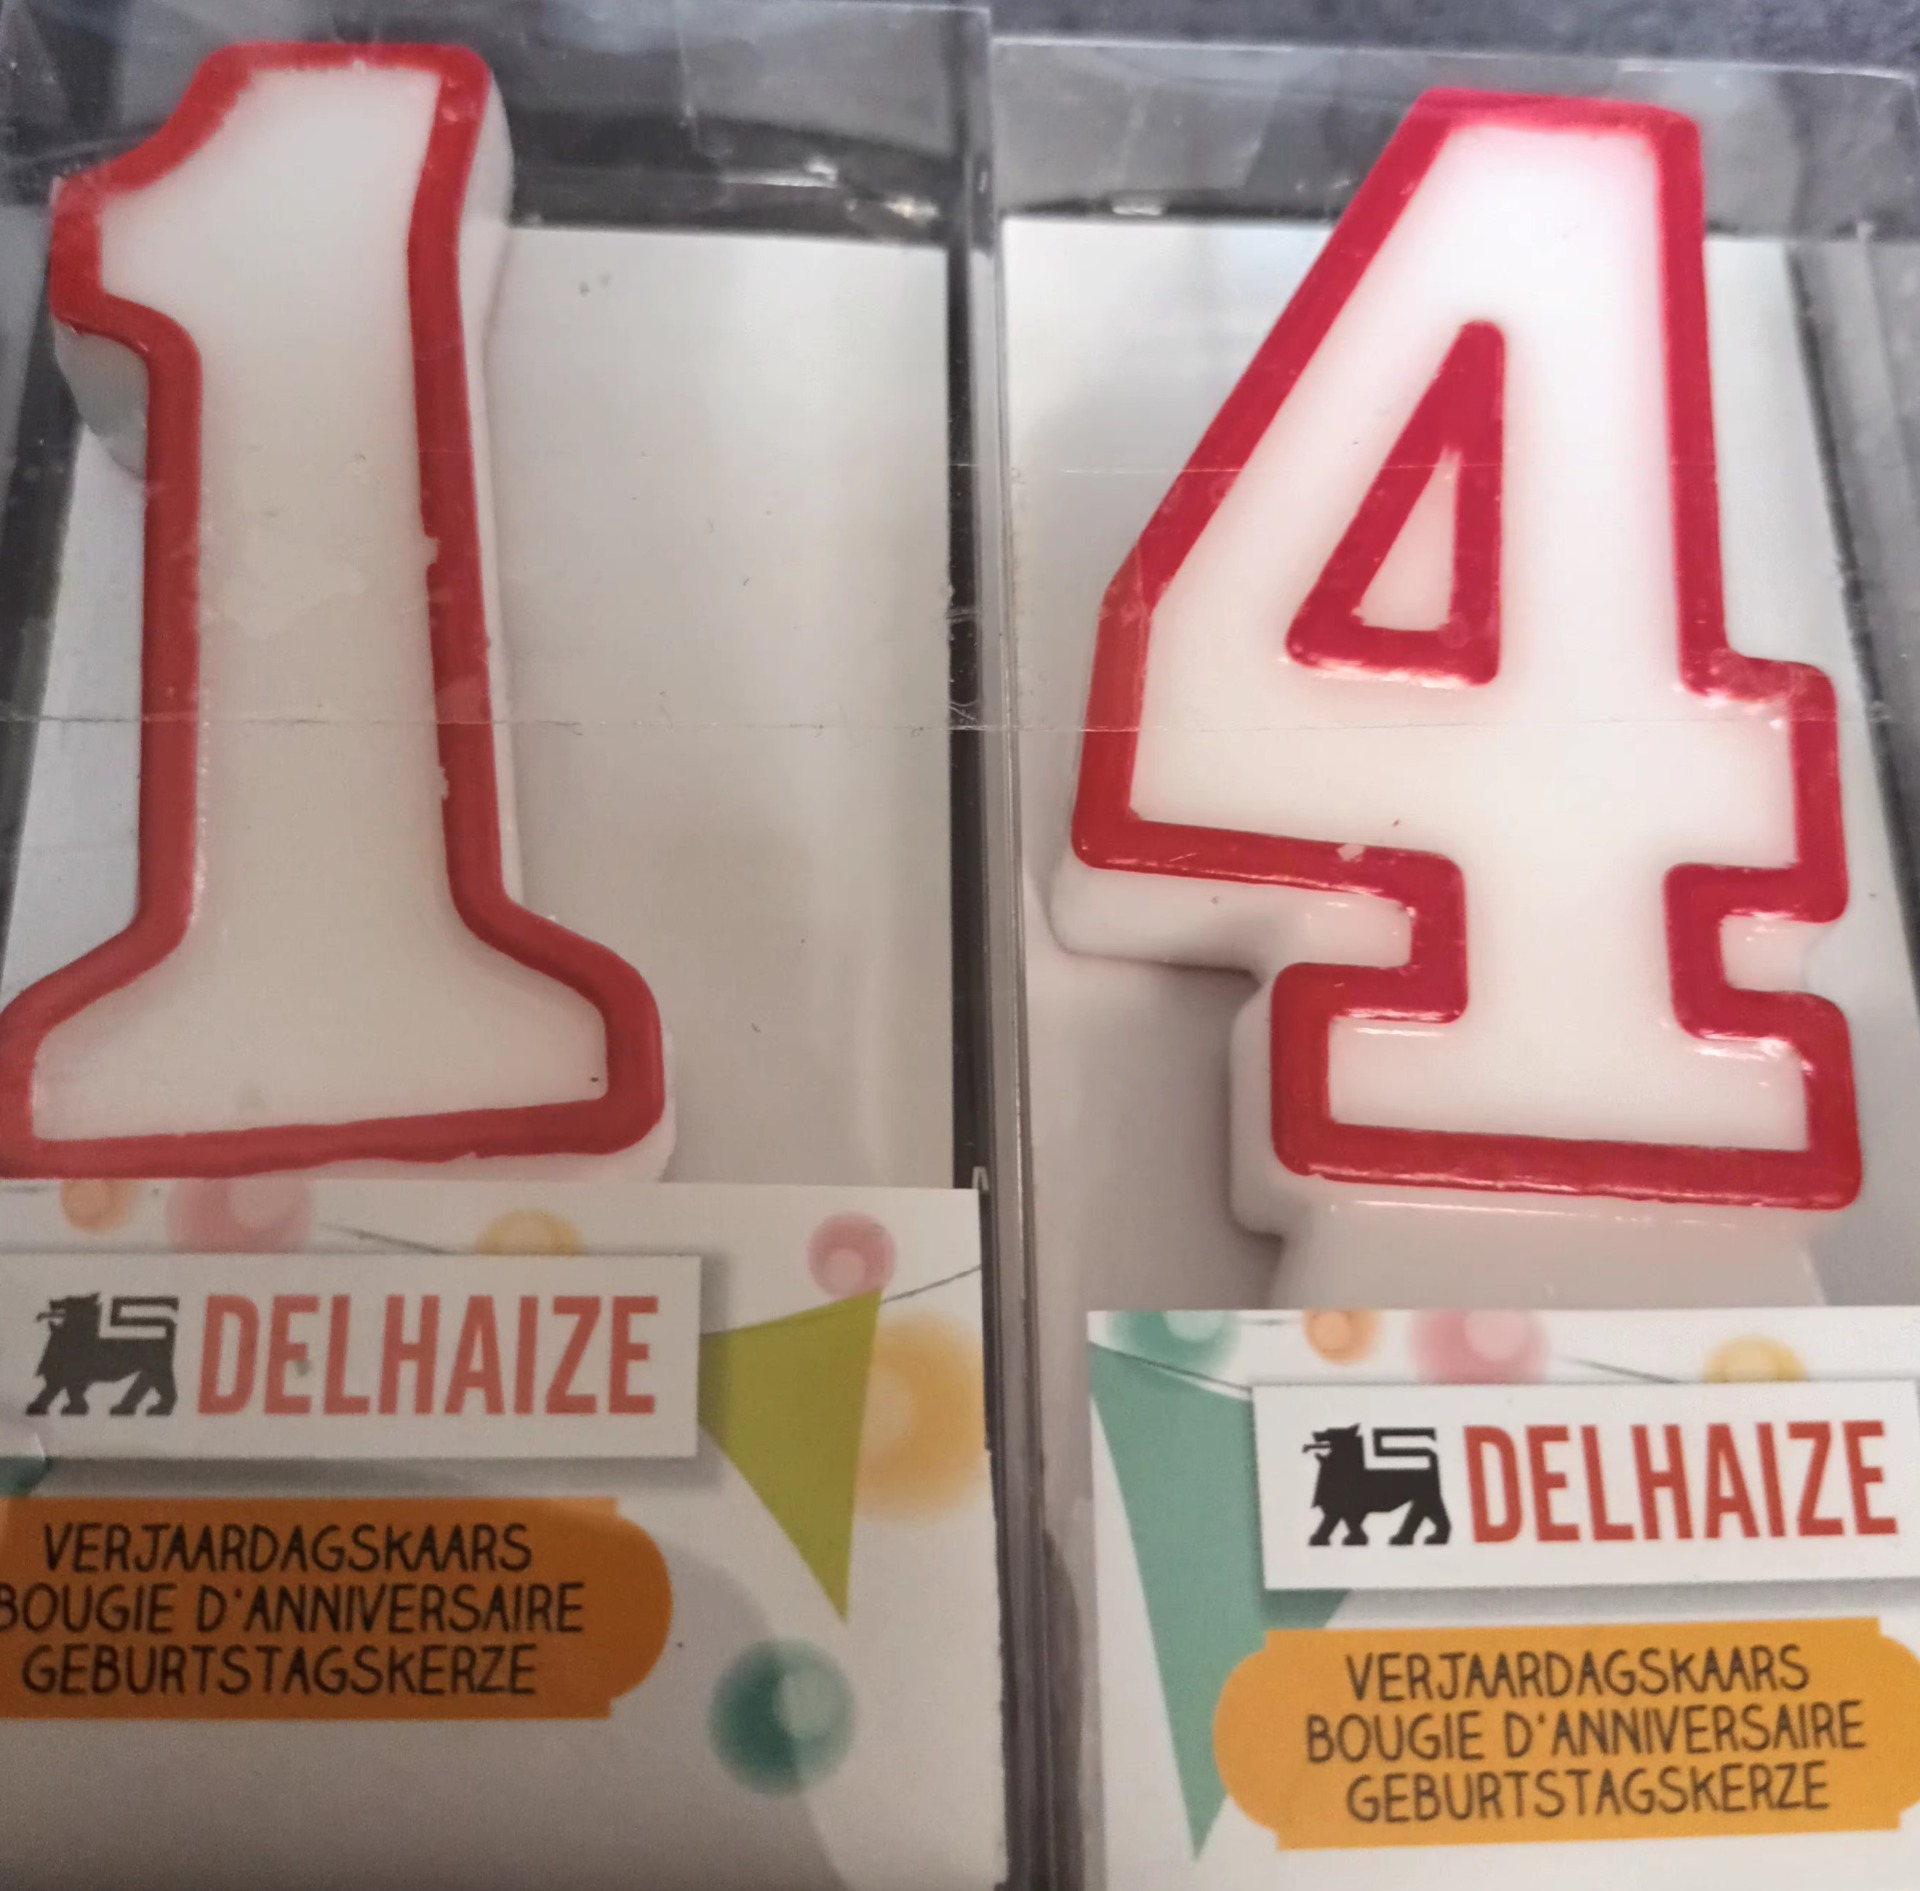 1
DELHAIZE
VERJAARDAGSKAARS
BOUGIE D'ANNIVERSAIRE
GEBURTSTAGSKERZE
4
DELHAIZE
VERJAARDAGSKAARS
BOUGIE D'ANNIVERSAIRE
GEBURTSTAGSKERZE